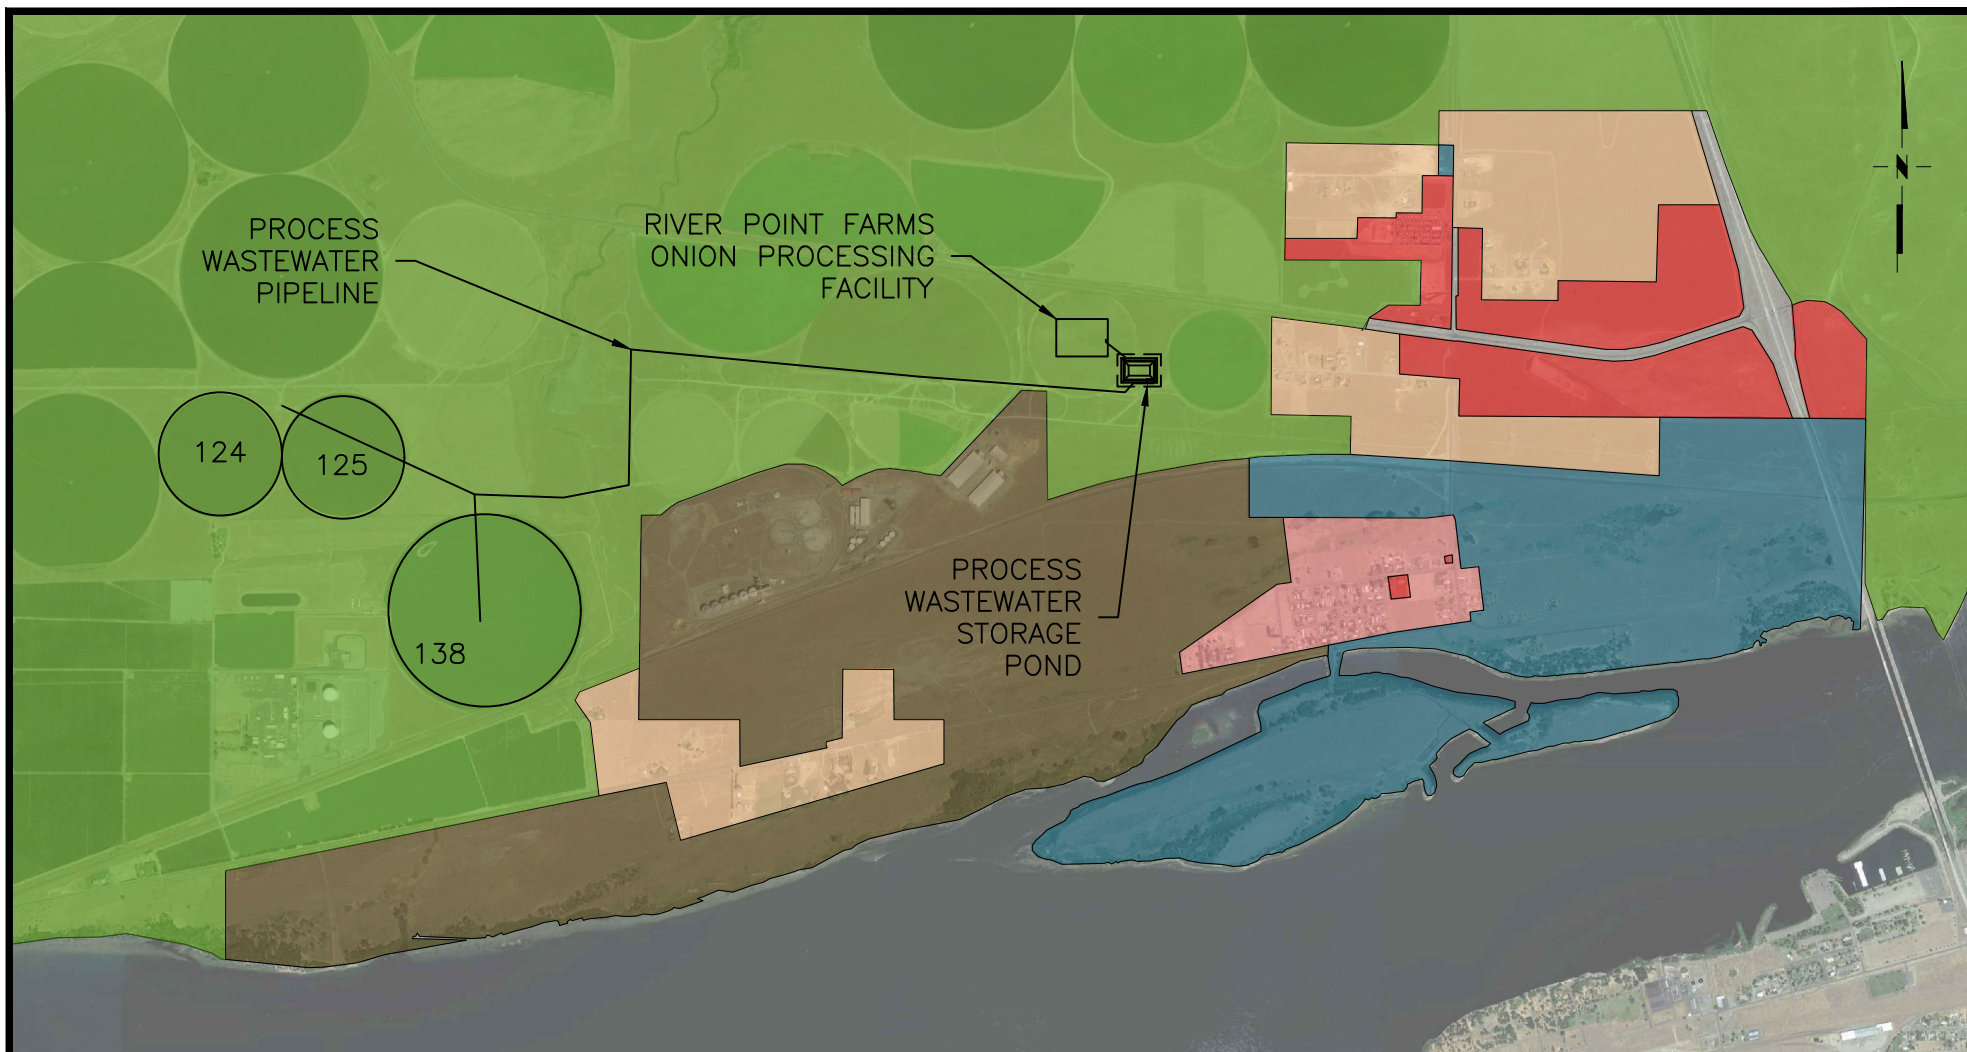 PROCESS
WASTEWATER
PIPELINE
RIVER POINT FARMS
ONION PROCESSING
FACILITY
N
124
125
138
PROCESS
WASTEWATER
STORAGE
POND